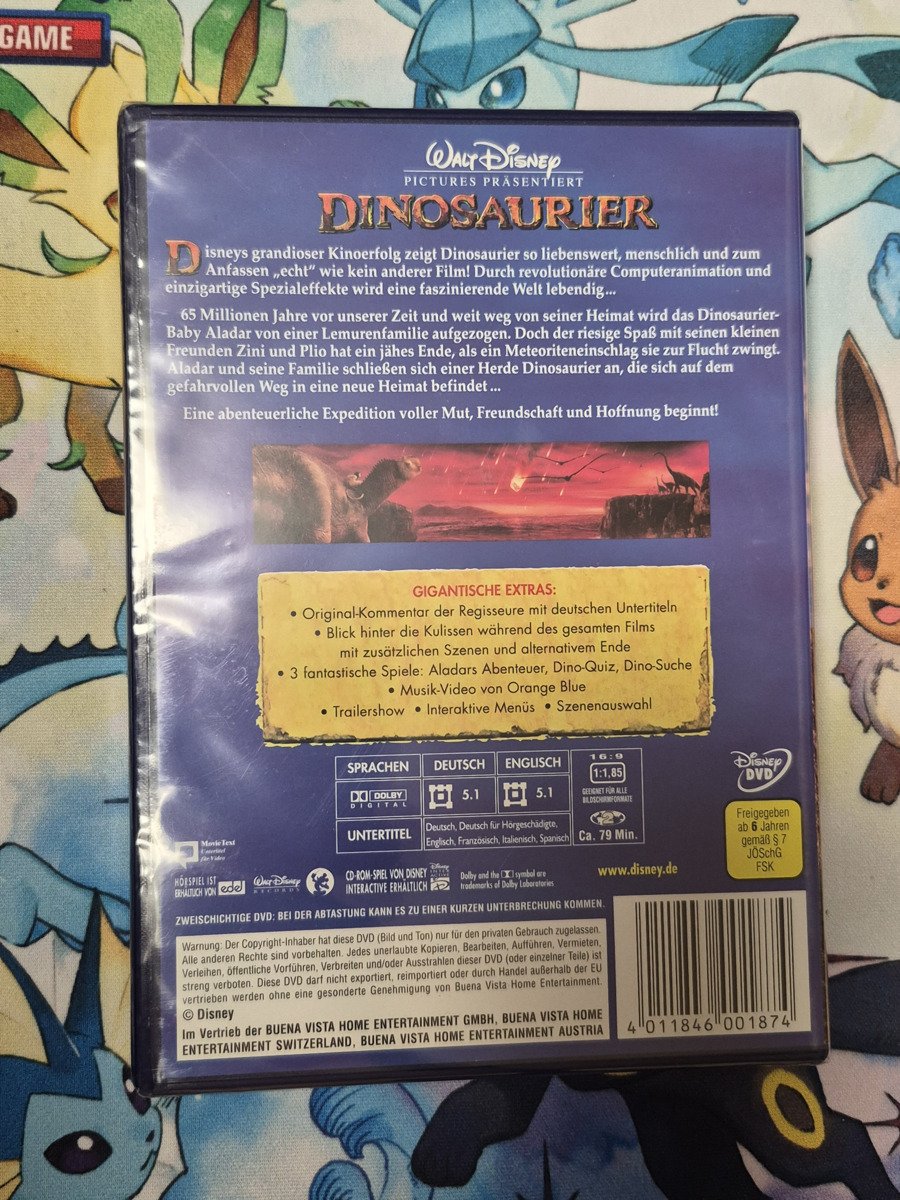 GAME
WALT DISNEY
PICTURES PRÄSENTIERT
DINOSAURIER
Disneys grandioser Kinoerfolg zeigt Dinosaurier so liebenswert, menschlich und zum
Anfassen „echt“ wie kein anderer Film! Durch revolutionäre Computeranimation und
einzigartige Spezialeffekte wird eine faszinierende Welt lebendig...
65 Millionen Jahre vor unserer Zeit und weit weg von seiner Heimat wird das Dinosaurier-
Baby Aladar von einer Lemurenfamilie aufgezogen. Doch der riesige Spaß mit seinen kleinen
Freunden Zini und Plio hat ein jähes Ende, als ein Meteoriteneinschlag sie zur Flucht zwingt.
Aladar und seine Familie schließen sich einer Herde Dinosaurier an, die sich auf dem
gefahrvollen Weg in eine neue Heimat befindet ...
Eine abenteuerliche Expedition voller Mut, Freundschaft und Hoffnung beginnt!
GIGANTISCHE EXTRAS:
• Original-Kommentar der Regisseure mit deutschen Untertiteln
• Blick hinter die Kulissen während des gesamten Films
mit zusätzlichen Szenen und alternativem Ende
• 3 fantastische Spiele: Aladars Abenteuer, Dino-Quiz, Dino-Suche
• Musik-Video von Orange Blue
• Trailershow • Interaktive Menüs • Szenenauswahl
SPRACHEN DEUTSCH ENGLISCH
DOLBY DIGITAL 5.1 5.1
UNTERTITEL Deutsch, Deutsch für Hörgeschädigte,
Englisch, Französisch, Italienisch, Spanisch
16:9
1:1,85
GEEIGNET FÜR ALLE
BILDSCHIRMFORMATE
2
Ca. 79 Min.
DISNEY
DVD
Freigegeben
ab 6 Jahren
gemäß § 7
JÖSchG
FSK
Movie Text
Untertitel
für Video
HÖRSPIEL IST
ERHÄLTLICH VON edel
WALT DISNEY
RECORDS
CD-ROM-SPIEL VON DISNEY
INTERACTIVE ERHÄLTLICH
Dolby and the symbol are
trademarks of Dolby Laboratories
www.disney.de
ZWEISCHICHTIGE DVD: BEI DER ABTASTUNG KANN ES ZU EINER KURZEN UNTERBRECHUNG KOMMEN.
Warnung: Der Copyright-Inhaber hat diese DVD (Bild und Ton) nur für den privaten Gebrauch zugelassen.
Alle anderen Rechte sind vorbehalten. Jedes unerlaubte Kopieren, Bearbeiten, Aufführen, Vermieten,
Verleihen, öffentliche Vorführen, Verbreiten und/oder Ausstrahlen dieser DVD (oder einzelner Teile) ist
streng verboten. Diese DVD darf nicht exportiert, reimportiert oder durch Handel außerhalb der EU
vertrieben werden ohne eine gesonderte Genehmigung von Buena Vista Home Entertainment.
© Disney
Im Vertrieb der BUENA VISTA HOME ENTERTAINMENT GMBH, BUENA VISTA HOME
ENTERTAINMENT SWITZERLAND, BUENA VISTA HOME ENTERTAINMENT AUSTRIA
4 011846 001874